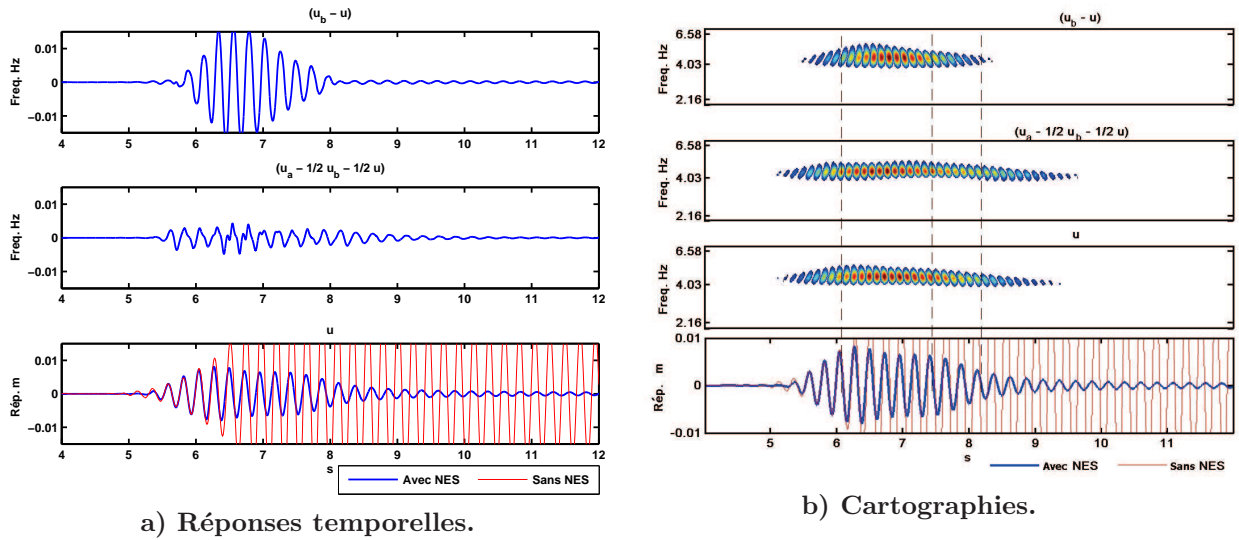 (u_b − u)
0.01
0
−0.01
Freq. Hz
4 5 6 7 8 9 10 11 12
(u_a − 1/2 u_b − 1/2 u)
0.01
0
−0.01
Freq. Hz
4 5 6 7 8 9 10 11 12
u
0.01
0
−0.01
Rép. m
4 5 6 7 8 9 10 11 12
s
Avec NES Sans NES
a) Réponses temporelles.
(u_b - u)
6.58
4.03
2.16
Freq. Hz
(u_a - 1/2 u_b - 1/2 u)
6.58
4.03
2.16
Freq. Hz
u
6.58
4.03
2.16
Freq. Hz
0.01
0
-0.01
Rép. m
5 6 7 8 9 10 11
s
Avec NES Sans NES
b) Cartographies.